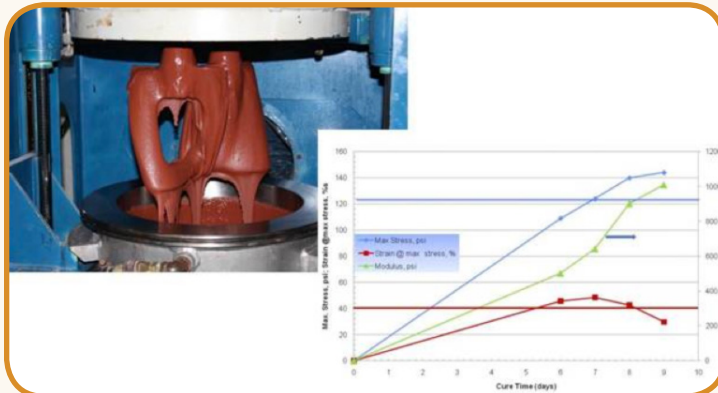 160
140
120
100
80
60
40
20
0
1200
1000
800
600
400
200
0
Max. Stress, psi; Strain @max stress, %
Max Stress, psi
Strain @ max stress, %
Modulus, psi
0 1 2 3 4 5 6 7 8 9 10
Cure Time (days)